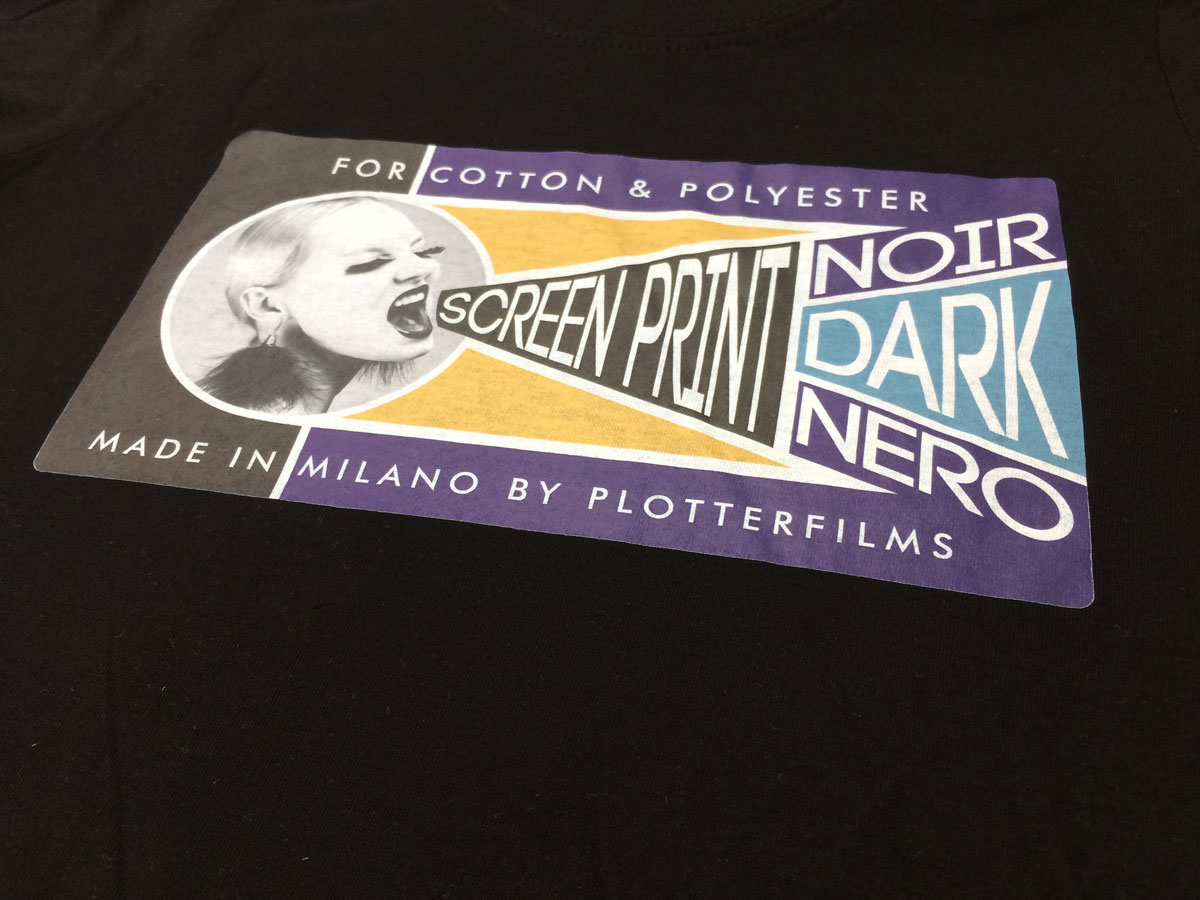 FOR COTTON & POLYESTER
SCREEN PRINT
NOIR
DARK
NERO
MADE IN MILANO BY PLOTTERFILMS